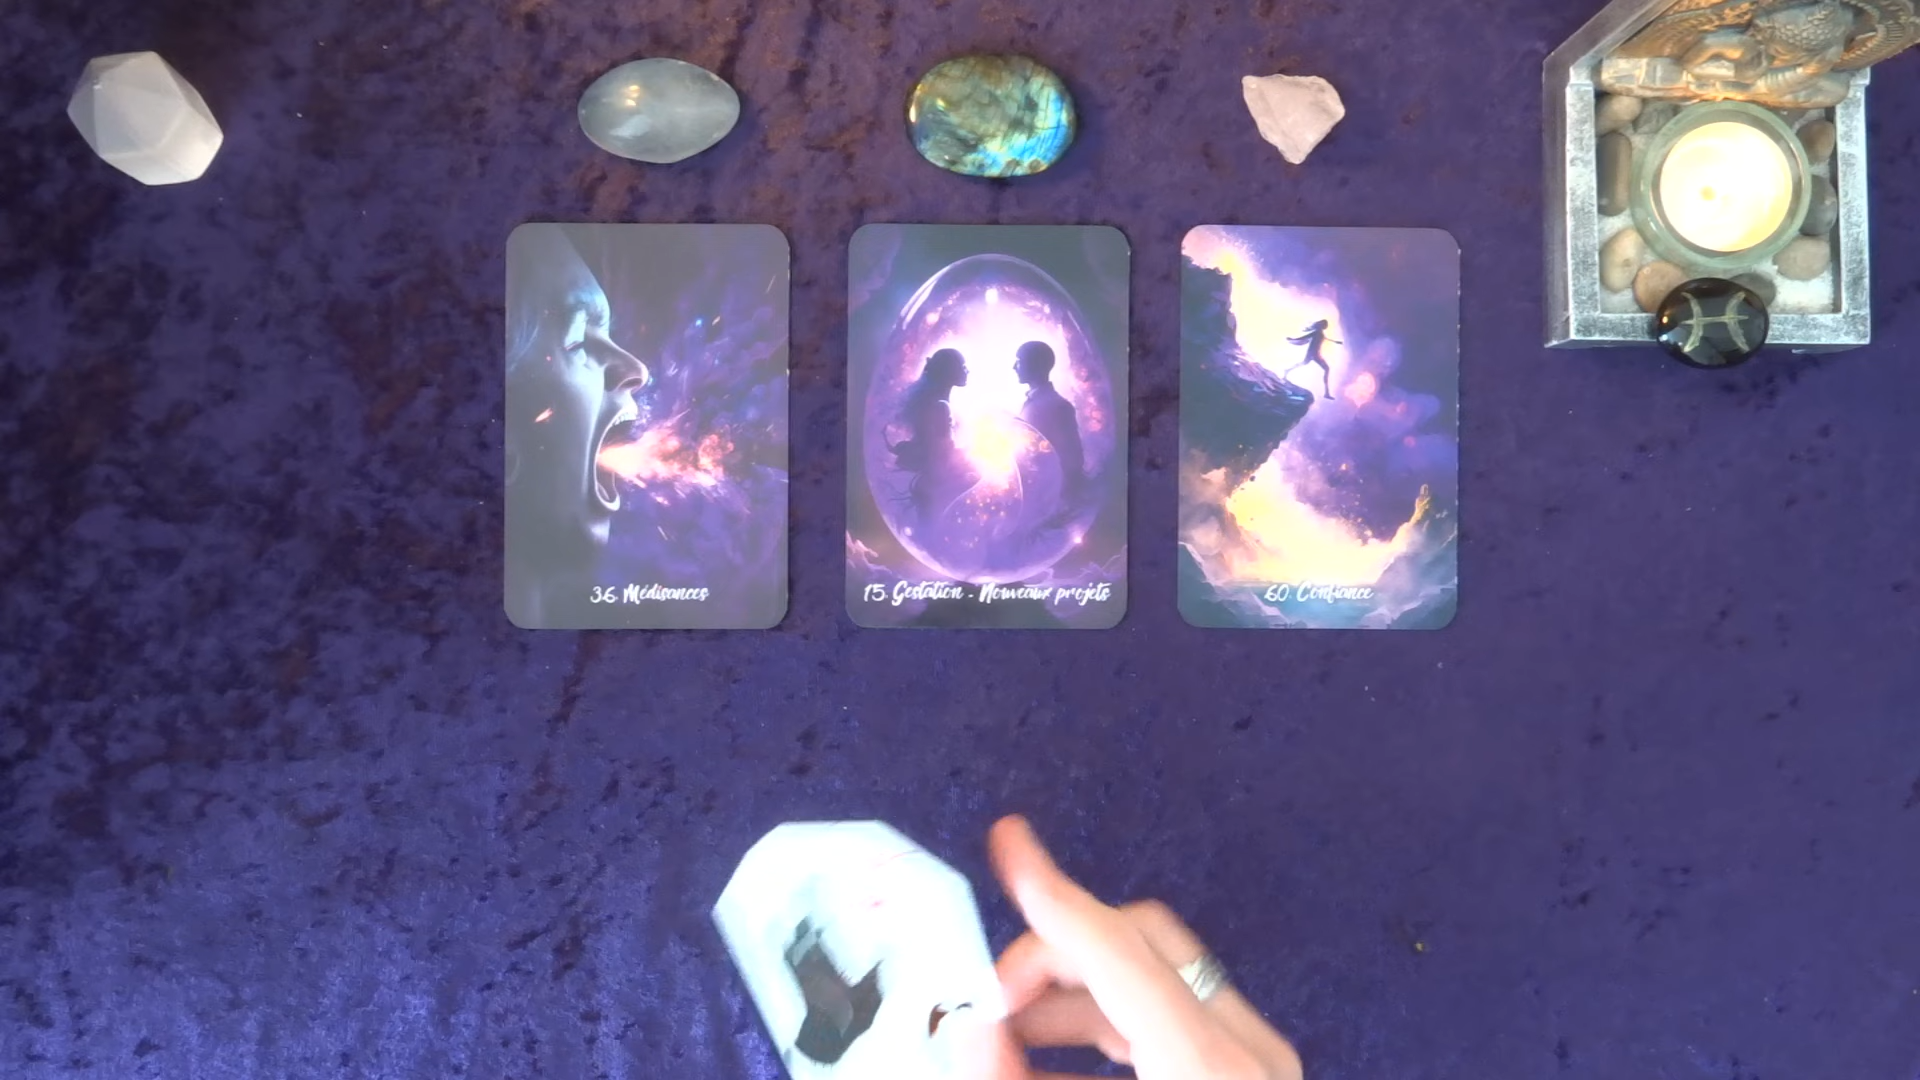 36. Médisances
15. Gestation - Nouveaux projets
60. Confiance